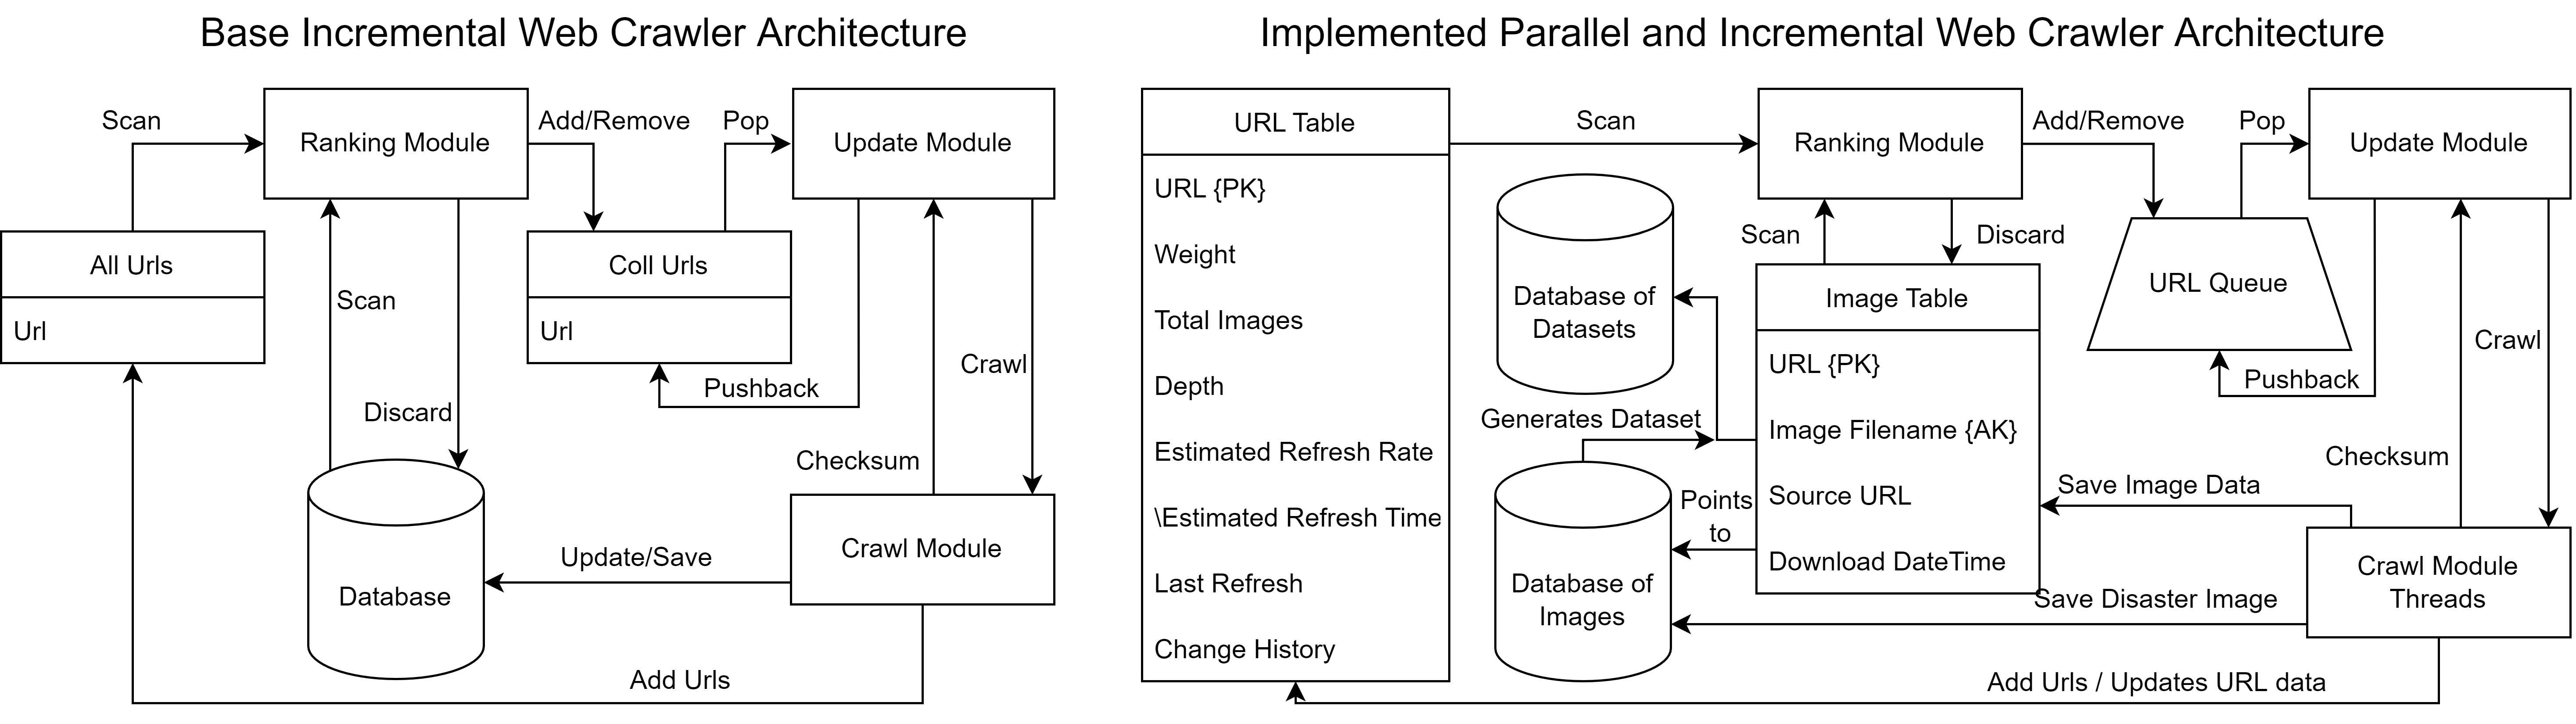 Base Incremental Web Crawler Architecture
Scan
Ranking Module
Add/Remove
Pop
Update Module
All Urls
Url
Scan
Discard
Coll Urls
Url
Pushback
Crawl
Checksum
Database
Update/Save
Crawl Module
Add Urls
Implemented Parallel and Incremental Web Crawler Architecture
URL Table
URL {PK}
Weight
Total Images
Depth
Estimated Refresh Rate
\Estimated Refresh Time
Last Refresh
Change History
Scan
Ranking Module
Add/Remove
Pop
Update Module
Scan
Discard
Database of
Datasets
Image Table
URL {PK}
Image Filename {AK}
Source URL
Download DateTime
URL Queue
Pushback
Crawl
Generates Dataset
Points
to
Database of
Images
Checksum
Save Image Data
Save Disaster Image
Crawl Module
Threads
Add Urls / Updates URL data